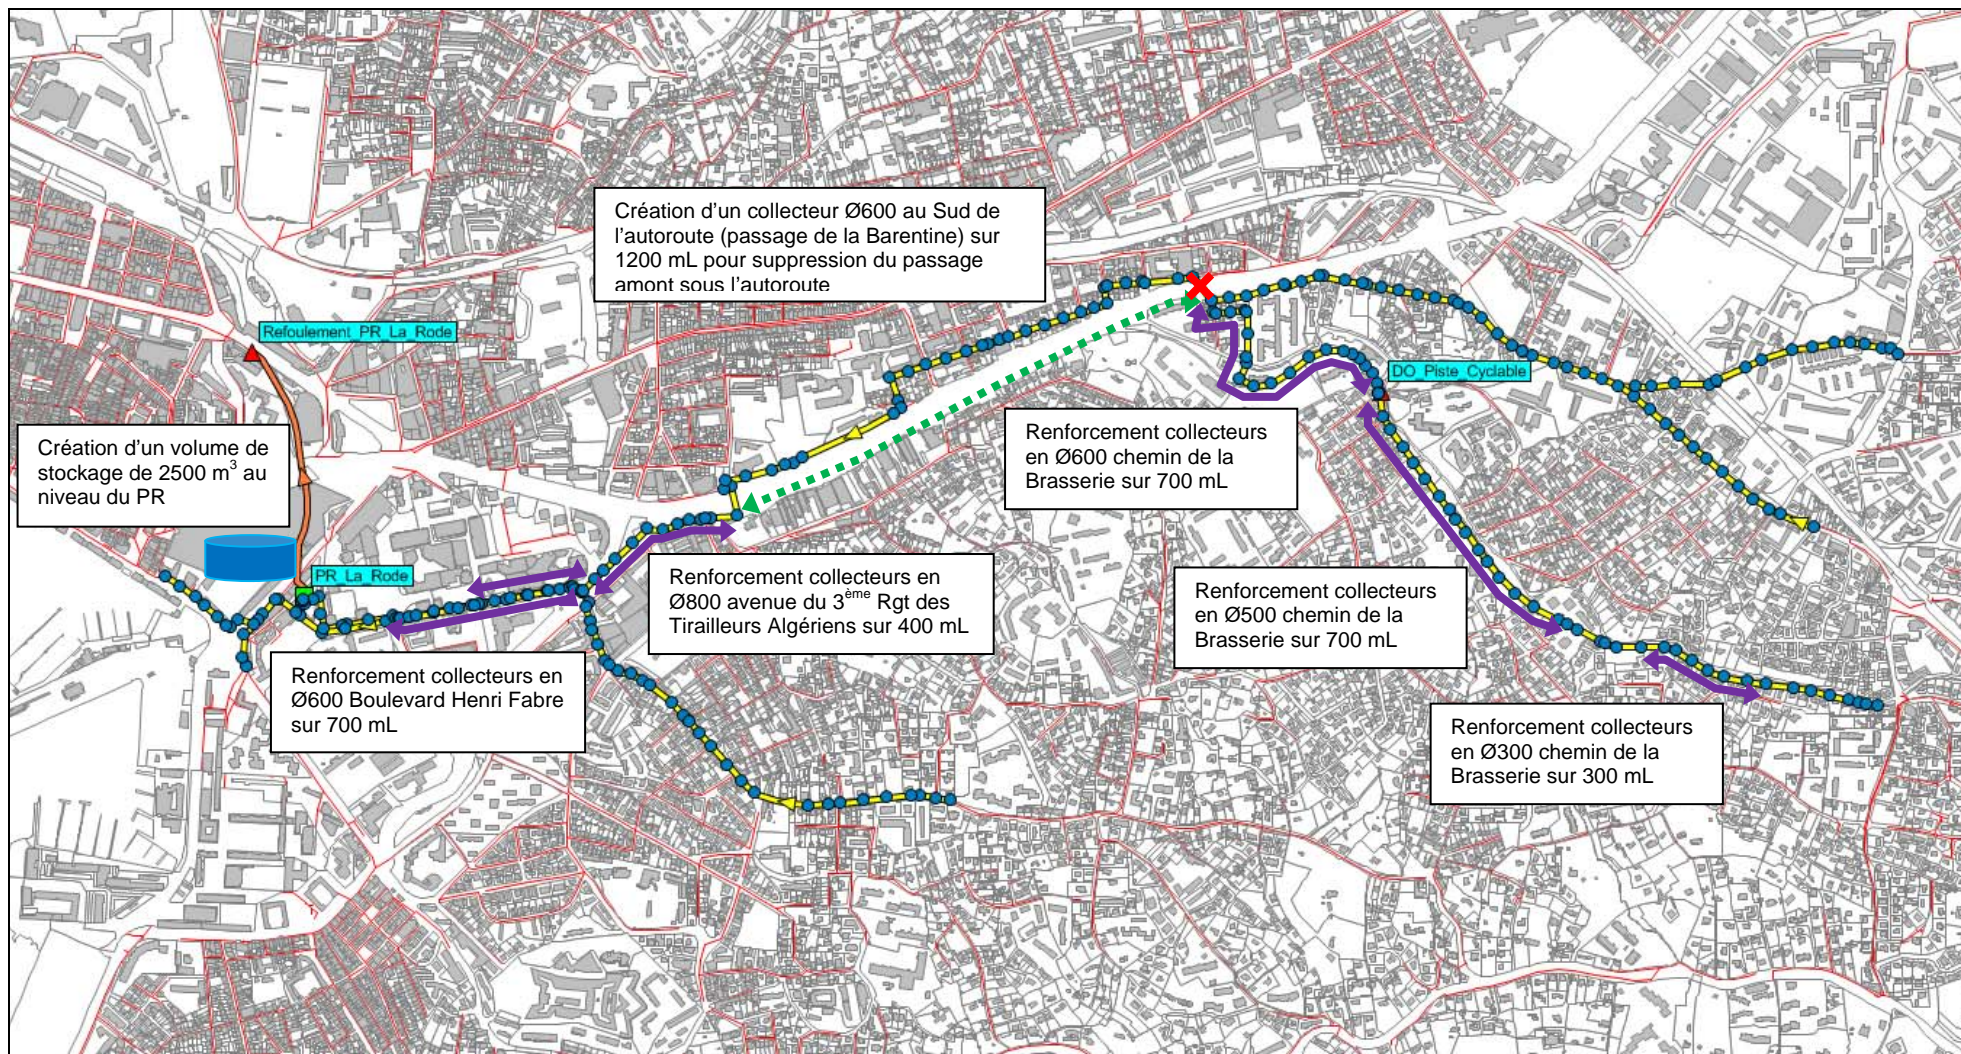 Création d’un collecteur Ø600 au Sud de
l’autoroute (passage de la Barentine) sur
1200 mL pour suppression du passage
amont sous l’autoroute
Refoulement_PR_La_Rode
DO_Piste_Cyclable
Création d’un volume de
stockage de 2500 m³ au
niveau du PR
Renforcement collecteurs
en Ø600 chemin de la
Brasserie sur 700 mL
PR_La_Rode
Renforcement collecteurs en
Ø800 avenue du 3ème Rgt des
Tirailleurs Algériens sur 400 mL
Renforcement collecteurs
en Ø500 chemin de la
Brasserie sur 700 mL
Renforcement collecteurs en
Ø600 Boulevard Henri Fabre
sur 700 mL
Renforcement collecteurs
en Ø300 chemin de la
Brasserie sur 300 mL